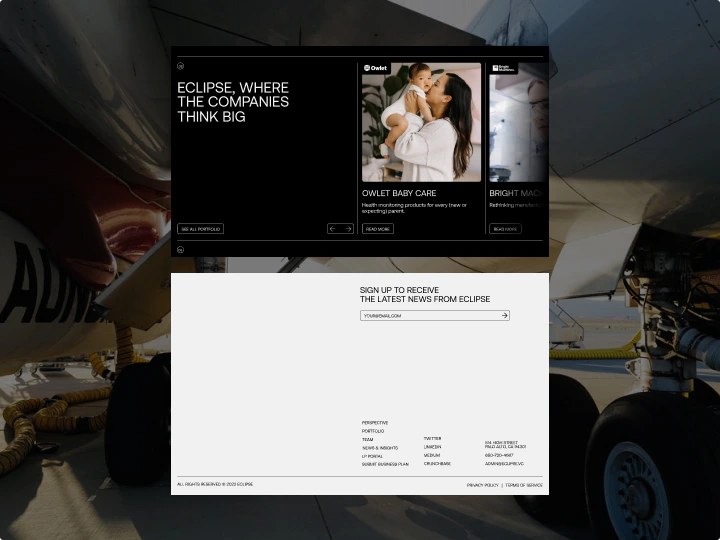 ECLIPSE, WHERE
THE COMPANIES
THINK BIG
SEE ALL PORTFOLIO
Owlet
OWLET BABY CARE
Health monitoring products for every (new or
expecting) parent.
READ MORE
Bright
Machines
BRIGHT MACH
Rethinking manufactu
READ MORE
SIGN UP TO RECEIVE
THE LATEST NEWS FROM ECLIPSE
YOUR@EMAIL.COM
PERSPECTIVE
PORTFOLIO
TEAM
NEWS & INSIGHTS
LP PORTAL
SUBMIT BUSINESS PLAN
TWITTER
LINKEDIN
MEDIUM
CRUNCHBASE
514 HIGH STREET
PALO ALTO, CA 94301
650-720-4667
ADMIN@ECLIPSE.VC
ALL RIGHTS RESERVED © 2023 ECLIPSE
PRIVACY POLICY | TERMS OF SERVICE